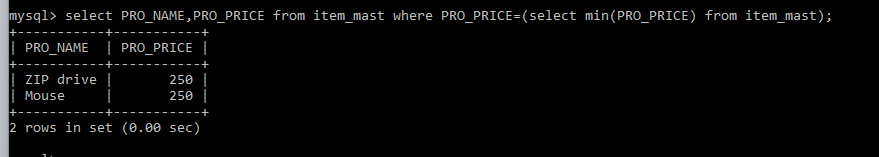 mysql> select PRO_NAME,PRO_PRICE from item_mast where PRO_PRICE=(select min(PRO_PRICE) from item_mast);
+-----------+-----------+
| PRO_NAME  | PRO_PRICE |
+-----------+-----------+
| ZIP drive |       250 |
| Mouse     |       250 |
+-----------+-----------+
2 rows in set (0.00 sec)